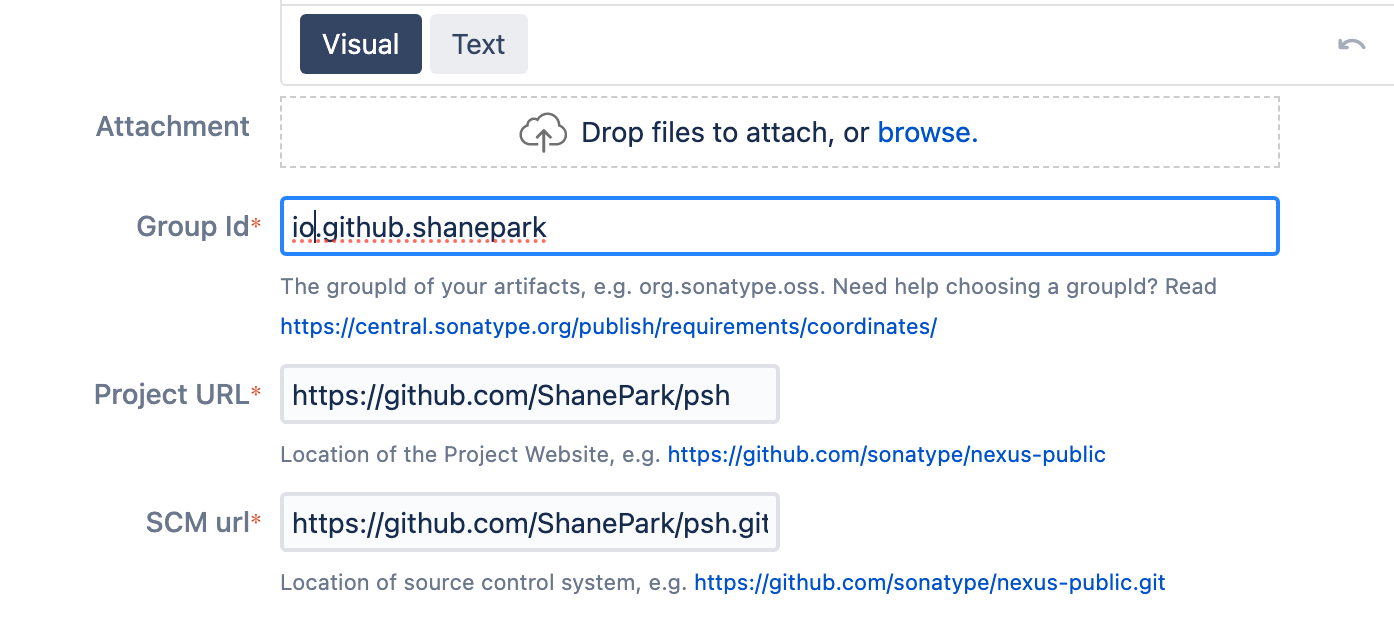 Visual Text
Attachment
Drop files to attach, or browse.
Group Id*
io.github.shanepark
The groupId of your artifacts, e.g. org.sonatype.oss. Need help choosing a groupId? Read
https://central.sonatype.org/publish/requirements/coordinates/
Project URL*
https://github.com/ShanePark/psh
Location of the Project Website, e.g. https://github.com/sonatype/nexus-public
SCM url*
https://github.com/ShanePark/psh.git
Location of source control system, e.g. https://github.com/sonatype/nexus-public.git